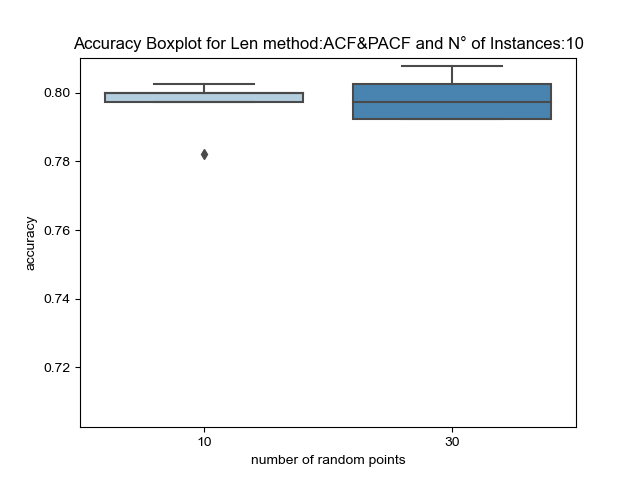 Accuracy Boxplot for Len method:ACF&PACF and N° of Instances:10
0.80
0.78
0.76
0.74
0.72
accuracy
10 30
number of random points